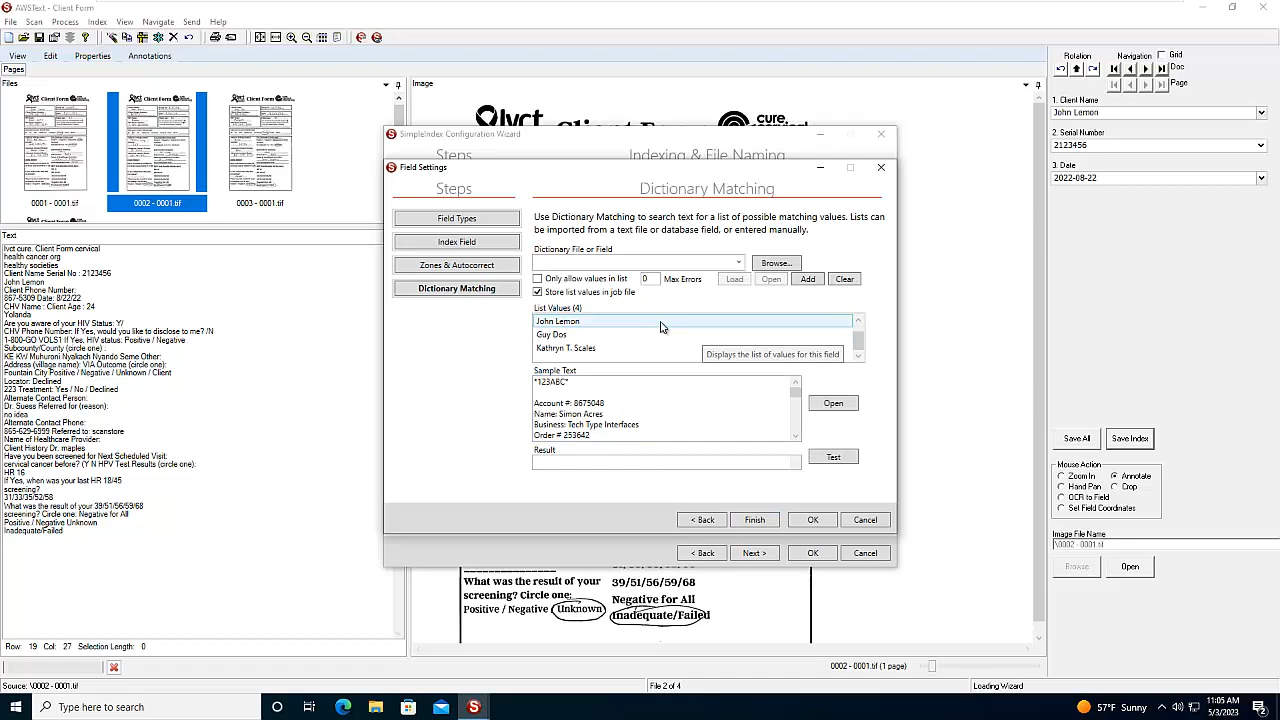 AWSText - Client Form
File Scan Process Index View Navigate Send Help
View Edit Properties Annotations
Pages
Files
Client Form
Client Form
Client Form
0001 - 0001.tif
0002 - 0001.tif
0003 - 0001.tif
Text
lvct cure. Client Form cervical
health cancer.org
healthy societies
Client Name Serial No : 2123456
John Lemon
Client Phone Number:
867-5309 Date: 8/22/22
CHV Name : Client Age : 24
Yolanda
Are you aware of your HIV Status: Y/
CHV Phone Number: If Yes, would you like to disclose to me? /N
1-800-GO VOLS! If Yes. HIV status: Positive / Negative
Subcounty/County (circle one) :
KE KW Muhuroni Nyakach Nyando Seme Other:
Address (village name): VIA Outcome (circle one):
Fountain City Positive / Negative / Unknown / Client
Locator: Declined
223 Treatment: Yes / No / Declined
Alternate Contact Person:
Dr. Suess Referred for (reason):
no idea
Alternate Contact Phone:
865-629-6999 Referred to: scanstore
Name of Healthcare Provider:
Client History Dr. maples
Have you been screened for Next Scheduled Visit:
cervical cancer before? (Y N HPV Test Results (circle one):
HR 16
If Yes, when was your last HR 18/45
screening?
31/33/35/52/58
What was the result of your 39/51/56/59/68
screening? Circle one: Negative for All
Positive / Negative Unknown
Inadequate/Failed
Row: 19 Col: 27 Selection Length: 0
Image
lvct Client Form cure.
SimpleIndex Configuration Wizard
Steps
Indexing & File Naming
Field Settings
Steps
Dictionary Matching
Field Types
Index Field
Zones & Autocorrect
Dictionary Matching
Use Dictionary Matching to search text for a list of possible matching values. Lists can
be imported from a text file or database field, or entered manually.
Dictionary File or Field
Browse...
Only allow values in list 0 Max Errors Load Open Add Clear
Store list values in job file
List Values (4)
John Lemon
Guy Dos
Kathryn T. Scales
Displays the list of values for this field
Sample Text
*123ABC*
Account #: 8675048
Name: Simon Acres
Business: Tech Type Interfaces
Order # 253642
Open
Result
Test
< Back Finish OK Cancel
< Back Next > OK Cancel
What was the result of your 39/51/56/59/68
screening? Circle one: Negative for All
Positive / Negative Unknown Inadequate/Failed
0002 - 0001.tif (1 page)
Rotation Navigation Grid
Doc
Page
1. Client Name
John Lemon
2. Serial Number
2123456
3. Date
2022-08-22
Save All Save Index
Mouse Action
Zoom In Annotate
Hand Pan Crop
OCR to Field
Set Field Coordinates
Image File Name
\0002 - 0001.tif
Browse Open
Source: \0002 - 0001.tif
File 2 of 4
Loading Wizard
Type here to search
57°F Sunny
11:05 AM
5/3/2023
2